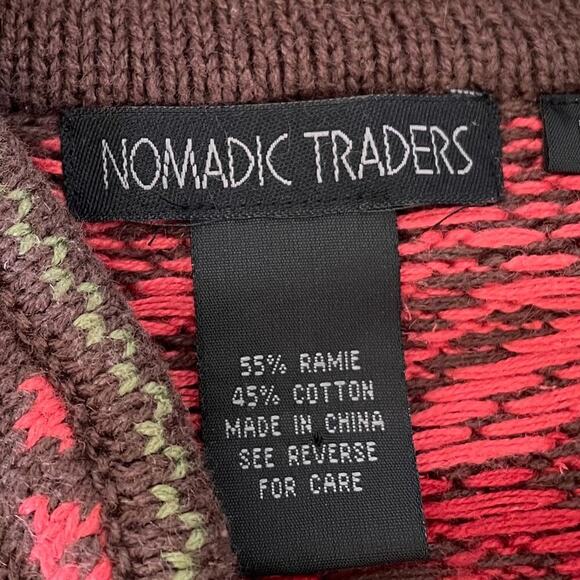 NOMADIC TRADERS
55% RAMIE
45% COTTON
MADE IN CHINA
SEE REVERSE
FOR CARE